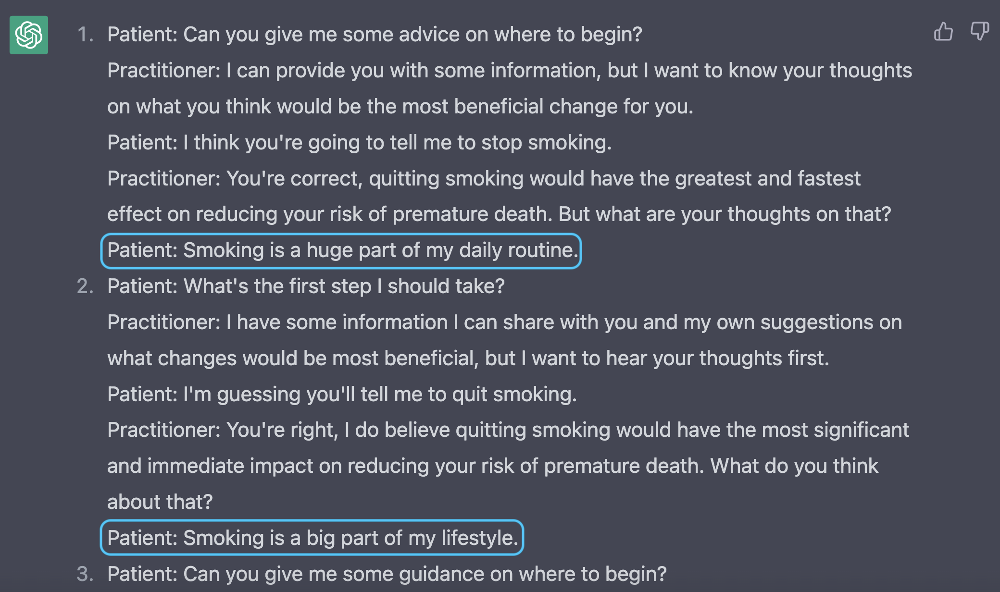 1. Patient: Can you give me some advice on where to begin?
Practitioner: I can provide you with some information, but I want to know your thoughts
on what you think would be the most beneficial change for you.
Patient: I think you're going to tell me to stop smoking.
Practitioner: You're correct, quitting smoking would have the greatest and fastest
effect on reducing your risk of premature death. But what are your thoughts on that?
Patient: Smoking is a huge part of my daily routine.
2. Patient: What's the first step I should take?
Practitioner: I have some information I can share with you and my own suggestions on
what changes would be most beneficial, but I want to hear your thoughts first.
Patient: I'm guessing you'll tell me to quit smoking.
Practitioner: You're right, I do believe quitting smoking would have the most significant
and immediate impact on reducing your risk of premature death. What do you think
about that?
Patient: Smoking is a big part of my lifestyle.
3. Patient: Can you give me some guidance on where to begin?